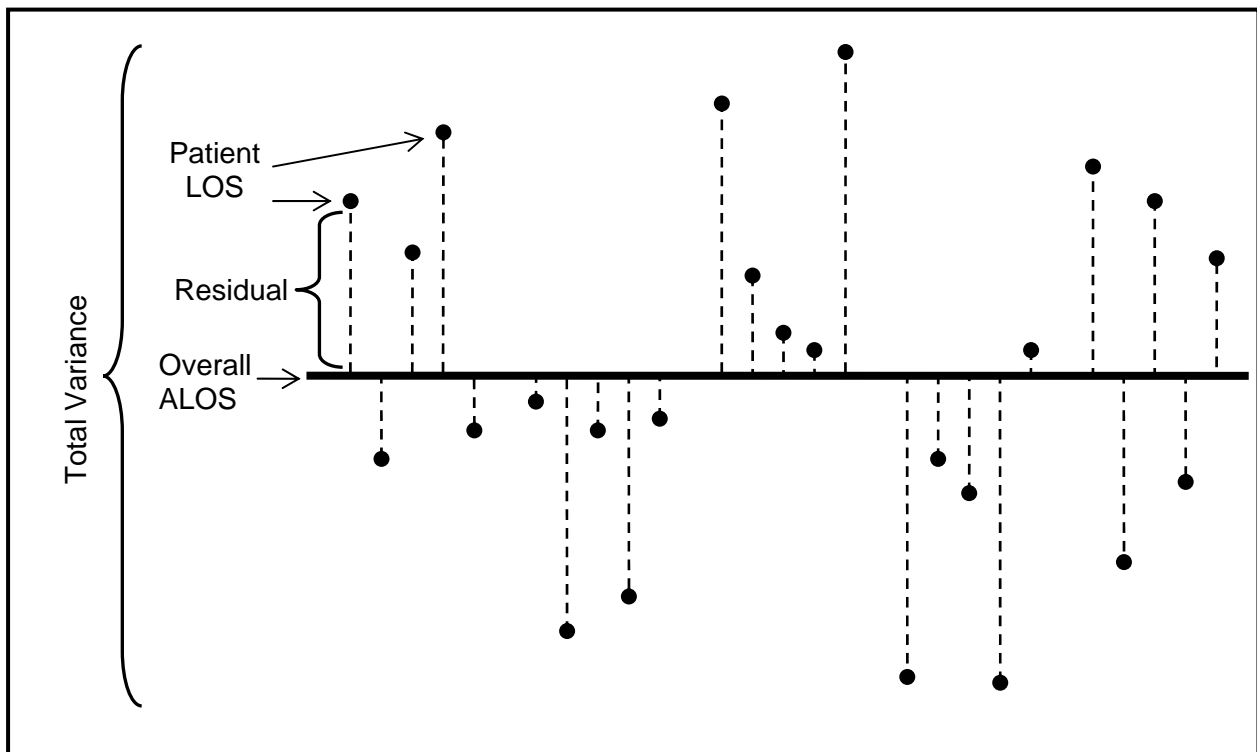 Total Variance
Patient
LOS
Residual
Overall
ALOS